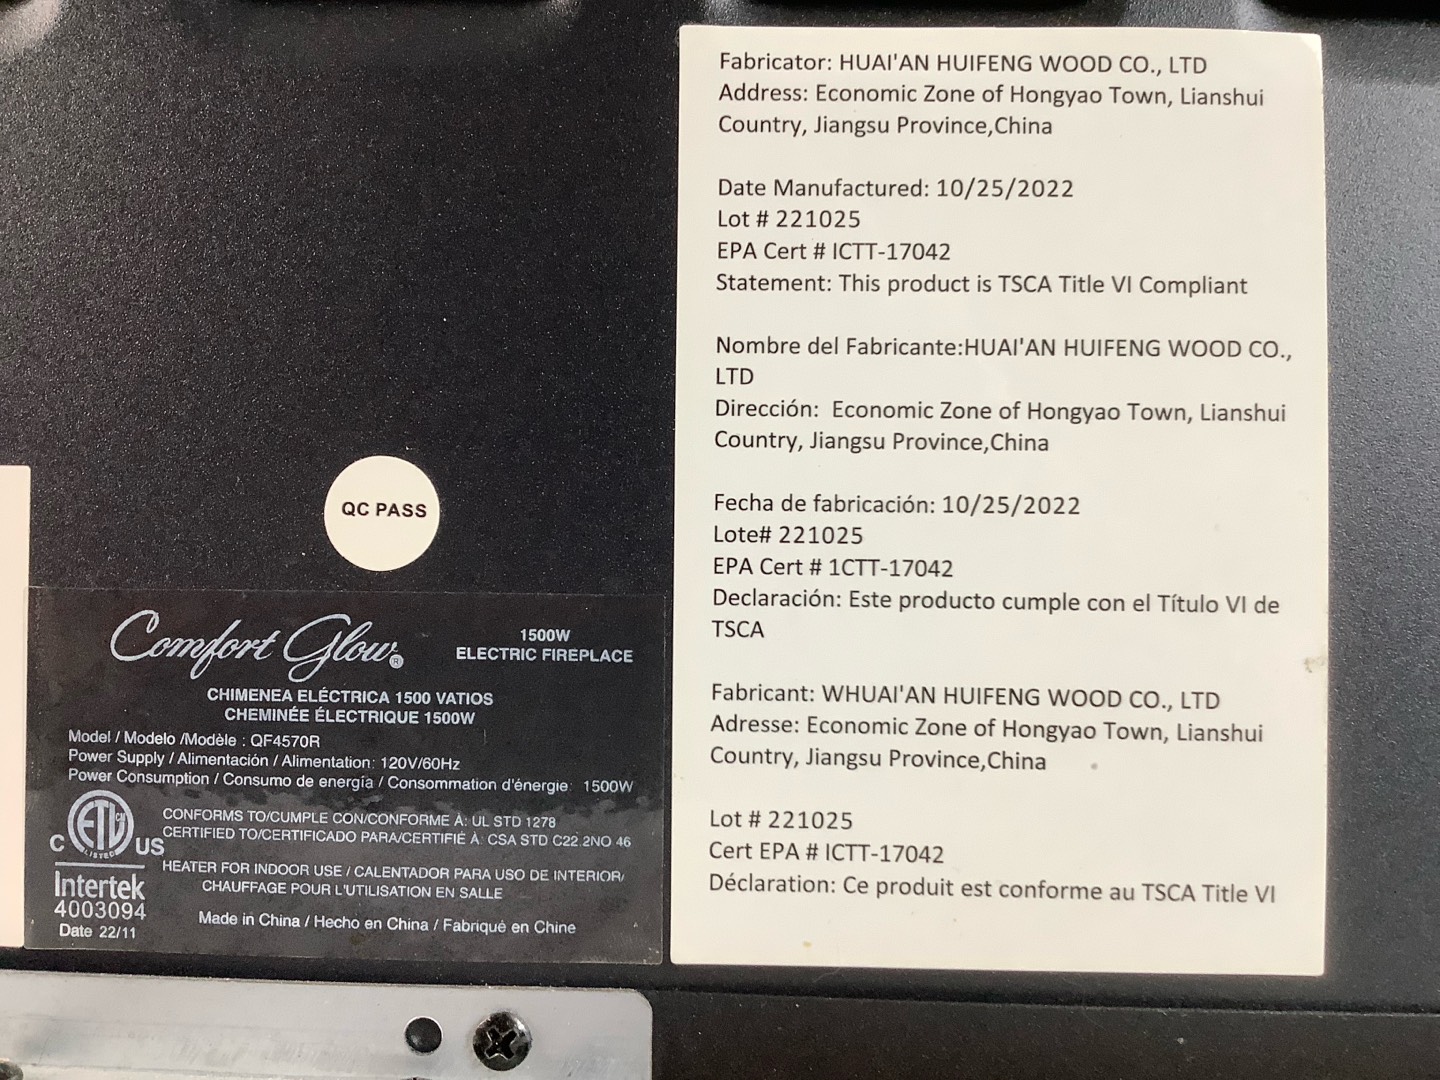 Fabricator: HUAI'AN HUIFENG WOOD CO., LTD
Address: Economic Zone of Hongyao Town, Lianshui
Country, Jiangsu Province,China
Date Manufactured: 10/25/2022
Lot # 221025
EPA Cert # ICTT-17042
Statement: This product is TSCA Title VI Compliant
Nombre del Fabricante:HUAI'AN HUIFENG WOOD CO.,
LTD
Dirección: Economic Zone of Hongyao Town, Lianshui
Country, Jiangsu Province,China
Fecha de fabricación: 10/25/2022
Lote# 221025
EPA Cert # 1CTT-17042
Declaración: Este producto cumple con el Título VI de
TSCA
Fabricant: WHUAI'AN HUIFENG WOOD CO., LTD
Adresse: Economic Zone of Hongyao Town, Lianshui
Country, Jiangsu Province,China
Lot # 221025
Cert EPA # ICTT-17042
Déclaration: Ce produit est conforme au TSCA Title VI
QC PASS
Comfort Glow®
1500W
ELECTRIC FIREPLACE
CHIMENEA ELÉCTRICA 1500 VATIOS
CHEMINÉE ÉLECTRIQUE 1500W
Model / Modelo /Modèle : QF4570R
Power Supply / Alimentación / Alimentation: 120V/60Hz
Power Consumption / Consumo de energía / Consommation d'énergie: 1500W
ETL CM
LISTED
C US
Intertek
4003094
Date 22/11
CONFORMS TO/CUMPLE CON/CONFORME À: UL STD 1278
CERTIFIED TO/CERTIFICADO PARA/CERTIFIÉ À: CSA STD C22.2NO 46
HEATER FOR INDOOR USE / CALENTADOR PARA USO DE INTERIOR/
CHAUFFAGE POUR L'UTILISATION EN SALLE
Made in China / Hecho en China / Fabriqué en Chine